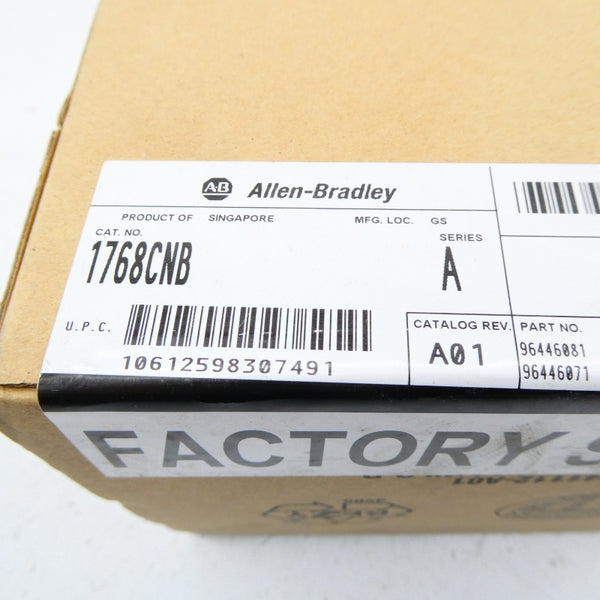 AB Allen-Bradley
PRODUCT OF SINGAPORE MFG. LOC. GS
CAT. NO. SERIES
1768CNB A
U.P.C.
10612598307491
CATALOG REV. PART NO.
A01 96446081
96446071
FACTORY S